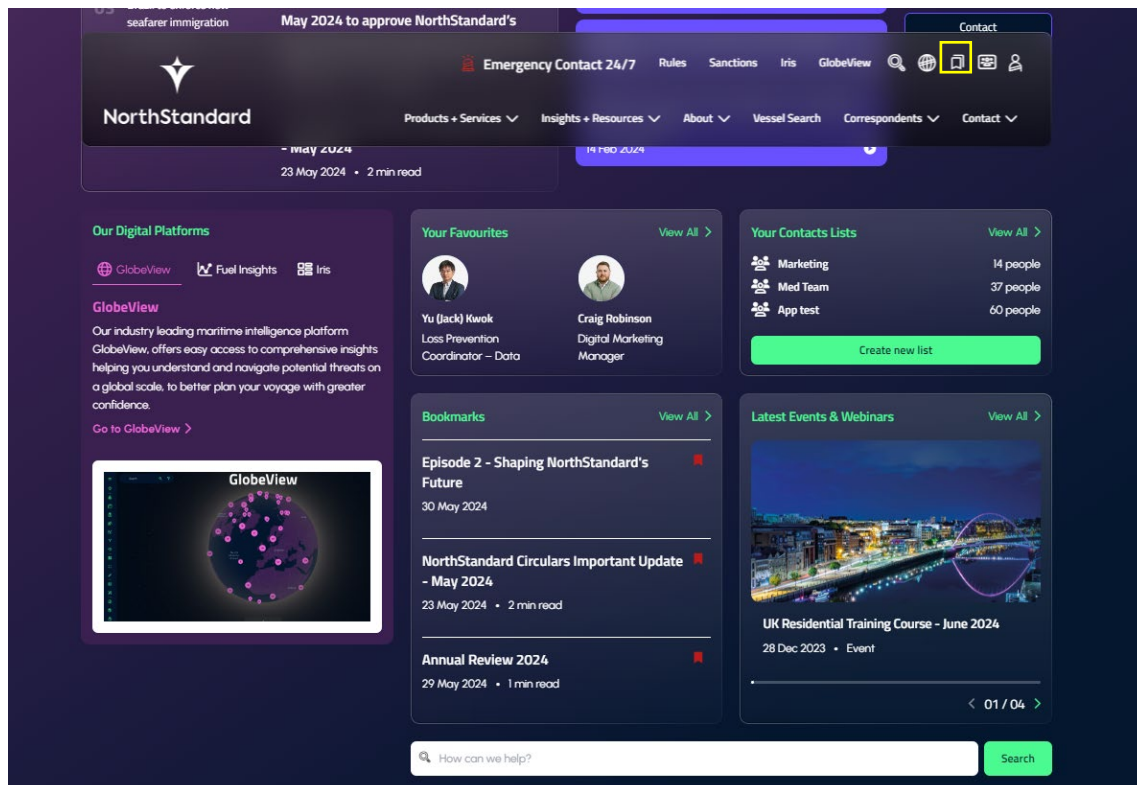 03
seafarer immigration
May 2024 to approve NorthStandard's
Contact
NorthStandard
Emergency Contact 24/7
Rules
Sanctions
Iris
GlobeView
Products + Services
Insights + Resources
About
Vessel Search
Correspondents
Contact
- May 2024
23 May 2024 • 2 min read
14 Feb 2024
Our Digital Platforms
GlobeView
Fuel Insights
Iris
GlobeView
Our industry leading maritime intelligence platform
GlobeView, offers easy access to comprehensive insights
helping you understand and navigate potential threats on
a global scale, to better plan your voyage with greater
confidence.
Go to GlobeView
GlobeView
Your Favourites
View All
Yu (Jack) Kwok
Loss Prevention
Coordinator – Data
Craig Robinson
Digital Marketing
Manager
Your Contacts Lists
View All
Marketing
14 people
Med Team
37 people
App test
60 people
Create new list
Bookmarks
View All
Episode 2 - Shaping NorthStandard's
Future
30 May 2024
NorthStandard Circulars Important Update
- May 2024
23 May 2024 • 2 min read
Annual Review 2024
29 May 2024 • 1 min read
Latest Events & Webinars
View All
UK Residential Training Course - June 2024
28 Dec 2023 • Event
01 / 04
How can we help?
Search